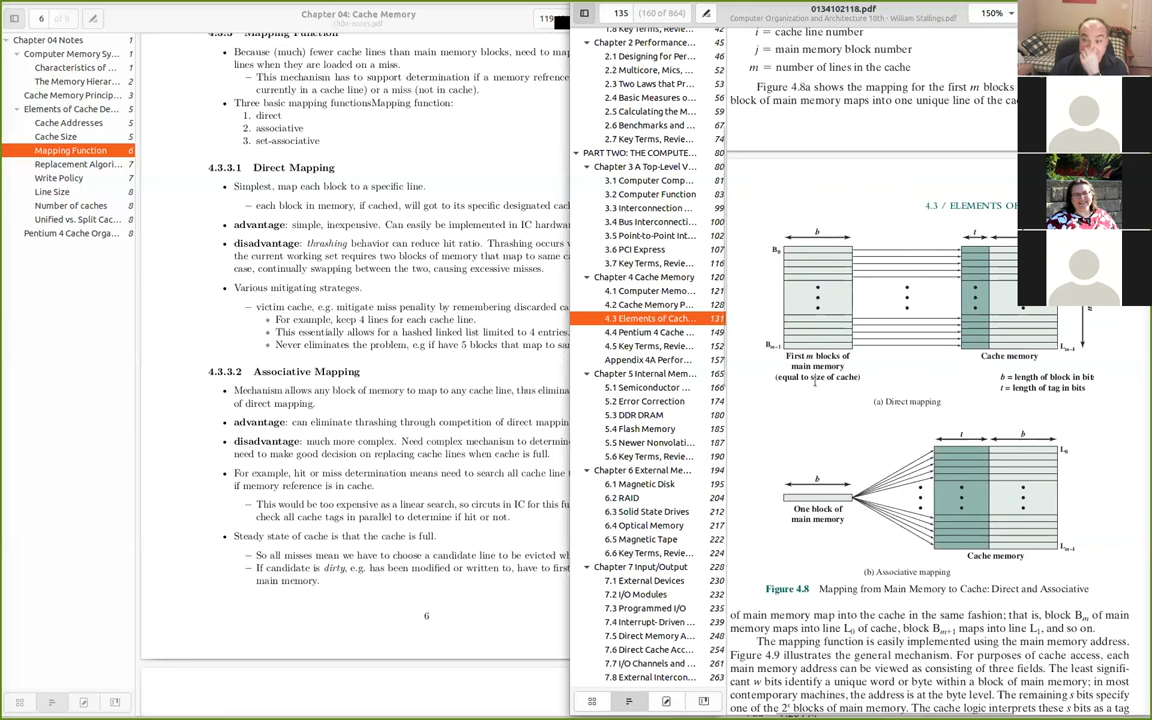 6 of 8
Chapter 04: Cache Memory
119
135 (160 of 864)
0134102118.pdf
Computer Organization and Architecture 10th - William Stallings.pdf
150%
Chapter 04 Notes 1
Computer Memory Sy... 1
Characteristics of ... 1
The Memory Hierar... 2
Cache Memory Princip... 3
Elements of Cache De... 5
Cache Addresses 5
Cache Size 5
Mapping Function 6
Replacement Algori... 7
Write Policy 7
Line Size 8
Number of caches 8
Unified vs. Split Cac... 8
Pentium 4 Cache Orga... 8
4.3.3 Mapping Function
• Because (much) fewer cache lines than main memory blocks, need to map
lines when they are loaded on a miss.
– This mechanism has to support determination if a memory reference
currently in a cache line) or a miss (not in cache).
• Three basic mapping functionsMapping function:
1. direct
2. associative
3. set-associative
4.3.3.1 Direct Mapping
• Simplest, map each block to a specific line.
– each block in memory, if cached, will got to its specific designated cac
• advantage: simple, inexpensive. Can easily be implemented in IC hardwa
• disadvantage: thrashing behavior can reduce hit ratio. Thrashing occurs w
the current working set requires two blocks of memory that map to same c
case, continually swapping between the two, causing excessive misses.
• Various mitigating strateges.
– victim cache, e.g. mitigate miss penality by remembering discarded ca
∗ For example, keep 4 lines for each cache line.
∗ This essentially allows for a hashed linked list limited to 4 entries.
∗ Never eliminates the problem, e.g if have 5 blocks that map to sa
4.3.3.2 Associative Mapping
• Mechanism allows any block of memory to map to any cache line, thus elimina
of direct mapping.
• advantage: can eliminate thrashing through competition of direct mappin
• disadvantage: much more complex. Need complex mechanism to determin
need to make good decision on replacing cache lines when cache is full.
• For example, hit or miss determination means need to search all cache line t
if memory reference is in cache.
– This would be too expensive as a linear search, so circuts in IC for this fu
check all cache tags in parallel to determine if hit or not.
• Steady state of cache is that the cache is full.
– So all misses mean we have to choose a candidate line to be evicted wh
– If candidate is dirty, e.g. has been modified or written to, have to first
main memory.
6
1.8 Key Terms, Revie... 42
Chapter 2 Performance... 45
2.1 Designing for Per... 46
2.2 Multicore, Mics, ... 52
2.3 Two Laws that Pr... 53
2.4 Basic Measures o... 56
2.5 Calculating the M... 59
2.6 Benchmarks and ... 67
2.7 Key Terms, Revie... 74
PART TWO: THE COMPUTE... 80
Chapter 3 A Top-Level V... 80
3.1 Computer Comp... 81
3.2 Computer Function 83
3.3 Interconnection ... 99
3.4 Bus Interconnecti... 100
3.5 Point-to-Point Int... 102
3.6 PCI Express 107
3.7 Key Terms, Revie... 116
Chapter 4 Cache Memory 120
4.1 Computer Memo... 121
4.2 Cache Memory P... 128
4.3 Elements of Cach... 131
4.4 Pentium 4 Cache ... 149
4.5 Key Terms, Revie... 152
Appendix 4A Perfor... 157
Chapter 5 Internal Mem... 165
5.1 Semiconductor ... 166
5.2 Error Correction 174
5.3 DDR DRAM 180
5.4 Flash Memory 185
5.5 Newer Nonvolati... 187
5.6 Key Terms, Revie... 190
Chapter 6 External Me... 194
6.1 Magnetic Disk 195
6.2 RAID 204
6.3 Solid State Drives 212
6.4 Optical Memory 217
6.5 Magnetic Tape 222
6.6 Key Terms, Revie... 224
Chapter 7 Input/Output 228
7.1 External Devices 230
7.2 I/O Modules 232
7.3 Programmed I/O 235
7.4 Interrupt- Driven ... 239
7.5 Direct Memory A... 248
7.6 Direct Cache Acc... 254
7.7 I/O Channels and ... 261
7.8 External Intercon... 263
i = cache line number
j = main memory block number
m = number of lines in the cache
Figure 4.8a shows the mapping for the first m blocks
block of main memory maps into one unique line of the ca
4.3 / ELEMENTS OF
b
t
B0
Bm–1
Lm–1
First m blocks of
main memory
(equal to size of cache)
Cache memory
b = length of block in bits
t = length of tag in bits
(a) Direct mapping
t b
L0
b
One block of
main memory
Lm–1
Cache memory
(b) Associative mapping
Figure 4.8 Mapping from Main Memory to Cache: Direct and Associative
of main memory map into the cache in the same fashion; that is, block Bm of main
memory maps into line L0 of cache, block Bm+1 maps into line L1, and so on.
The mapping function is easily implemented using the main memory address.
Figure 4.9 illustrates the general mechanism. For purposes of cache access, each
main memory address can be viewed as consisting of three fields. The least signifi-
cant w bits identify a unique word or byte within a block of main memory; in most
contemporary machines, the address is at the byte level. The remaining s bits specify
one of the 2s blocks of main memory. The cache logic interprets these s bits as a tag